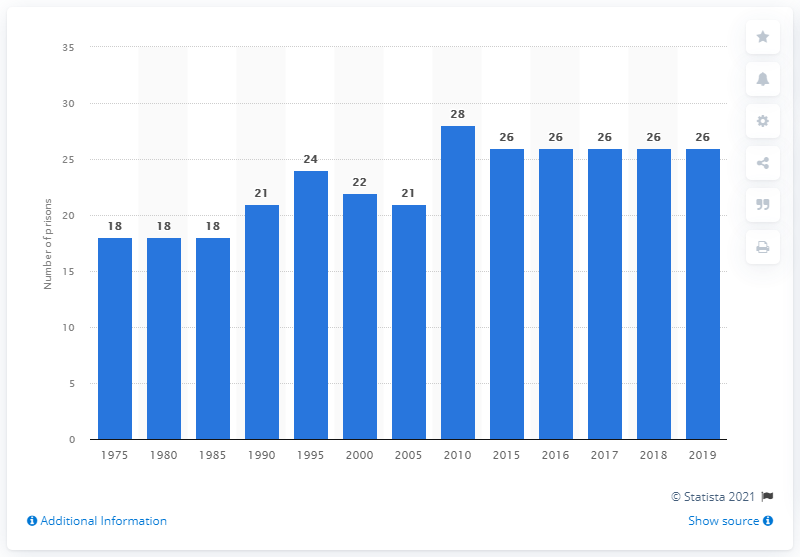 35
30
25
20
15
10
5
0
Number of prisons
18 18 18 21 24 22 21 28 26 26 26 26 26
1975 1980 1985 1990 1995 2000 2005 2010 2015 2016 2017 2018 2019
© Statista 2021
Additional Information Show source